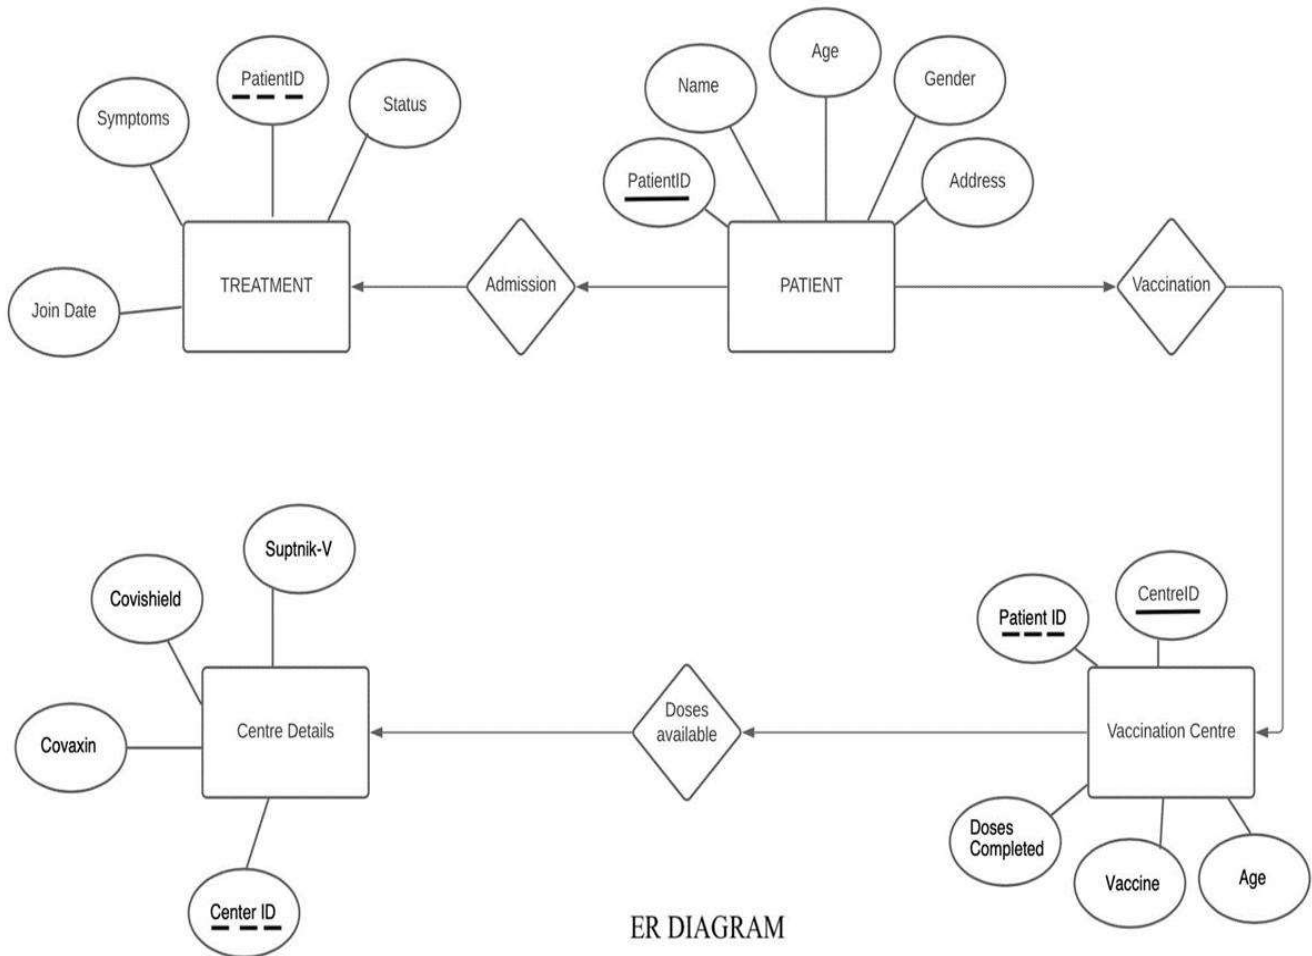 Age
Name
Gender
PatientID
Status
Symptoms
PatientID
Address
TREATMENT
Admission
PATIENT
Vaccination
Join Date
Suptnik-V
Covishield
CentreID
Patient ID
Covaxin
Centre Details
Doses
available
Vaccination Centre
Doses
Completed
Vaccine
Age
Center ID
ER DIAGRAM